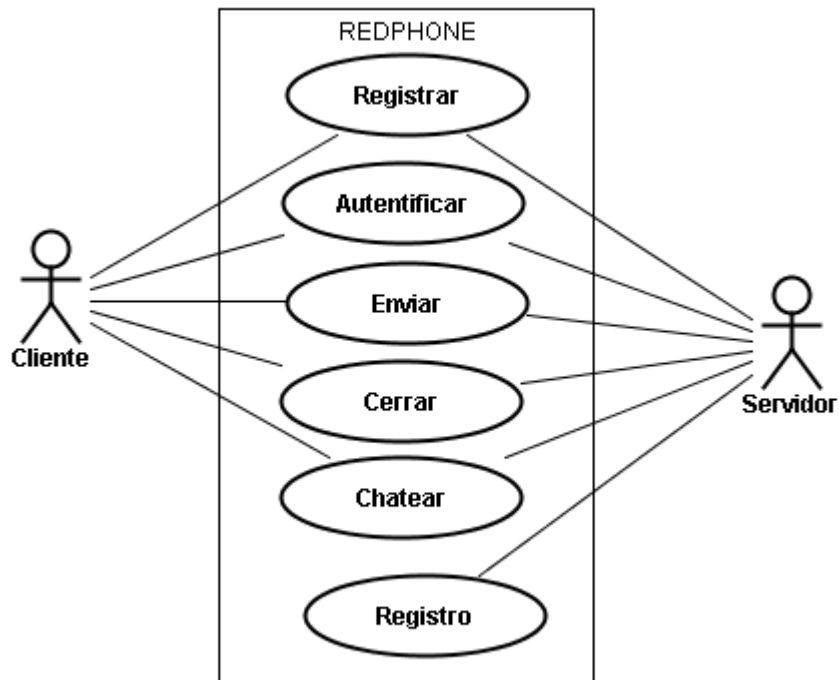 REDPHONE
Registrar
Autentificar
Enviar
Cerrar
Chatear
Registro
Cliente
Servidor